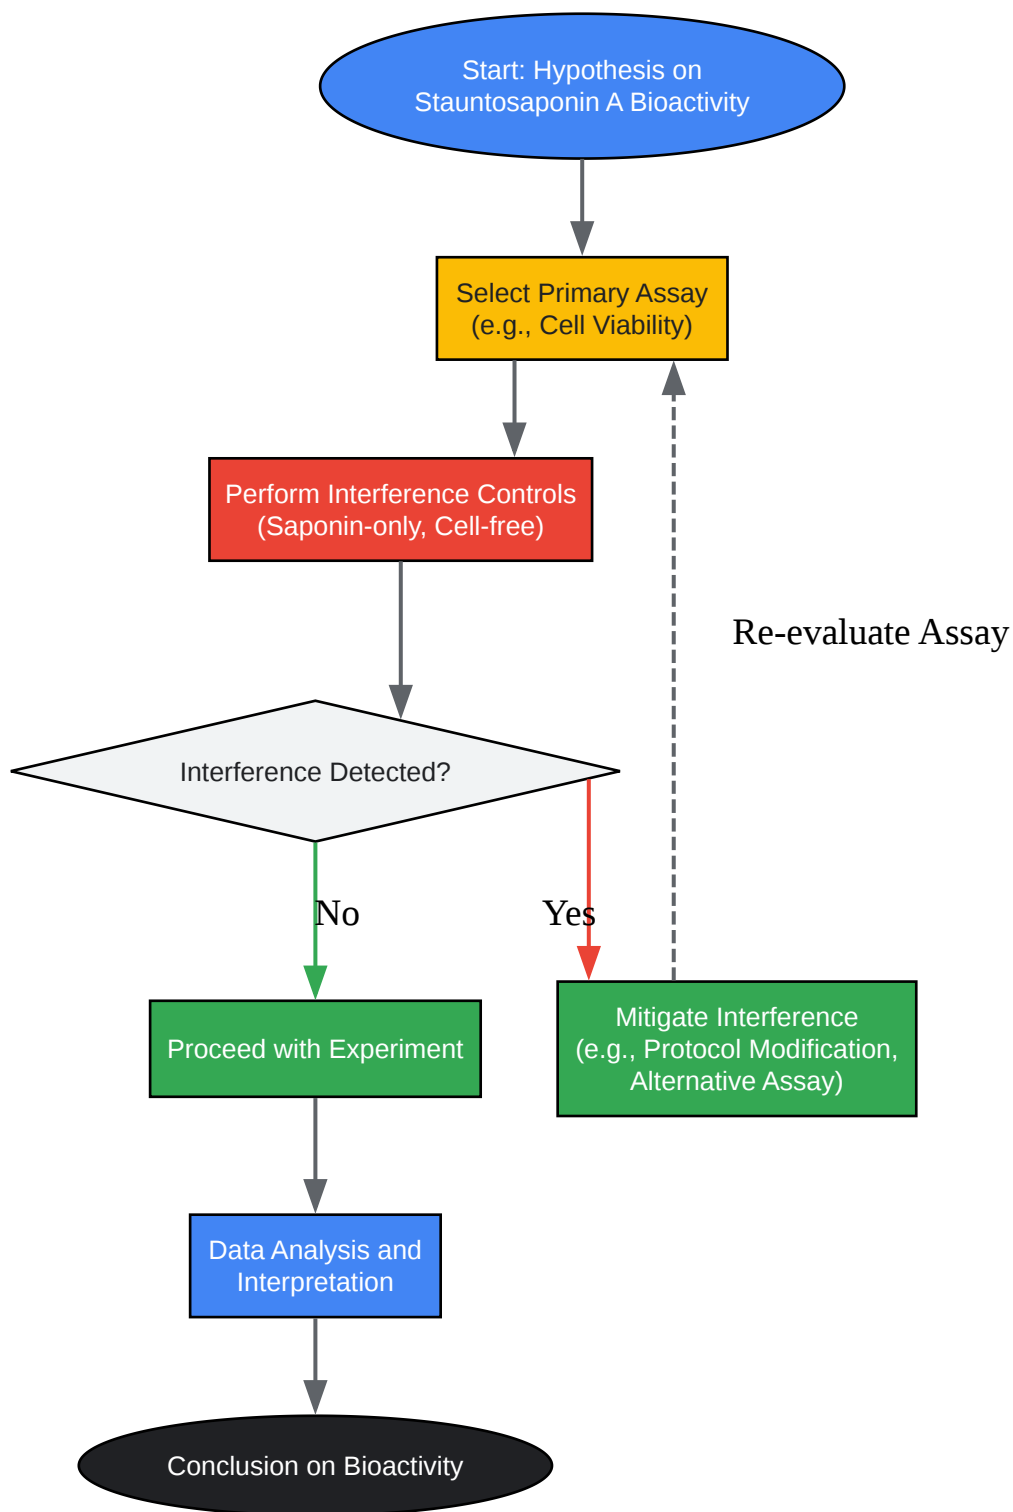 Start: Hypothesis on
Stauntosaponin A Bioactivity
Select Primary Assay
(e.g., Cell Viability)
Perform Interference Controls
(Saponin-only, Cell-free)
Re-evaluate Assay
Interference Detected?
No
Yes
Proceed with Experiment
Mitigate Interference
(e.g., Protocol Modification,
Alternative Assay)
Data Analysis and
Interpretation
Conclusion on Bioactivity